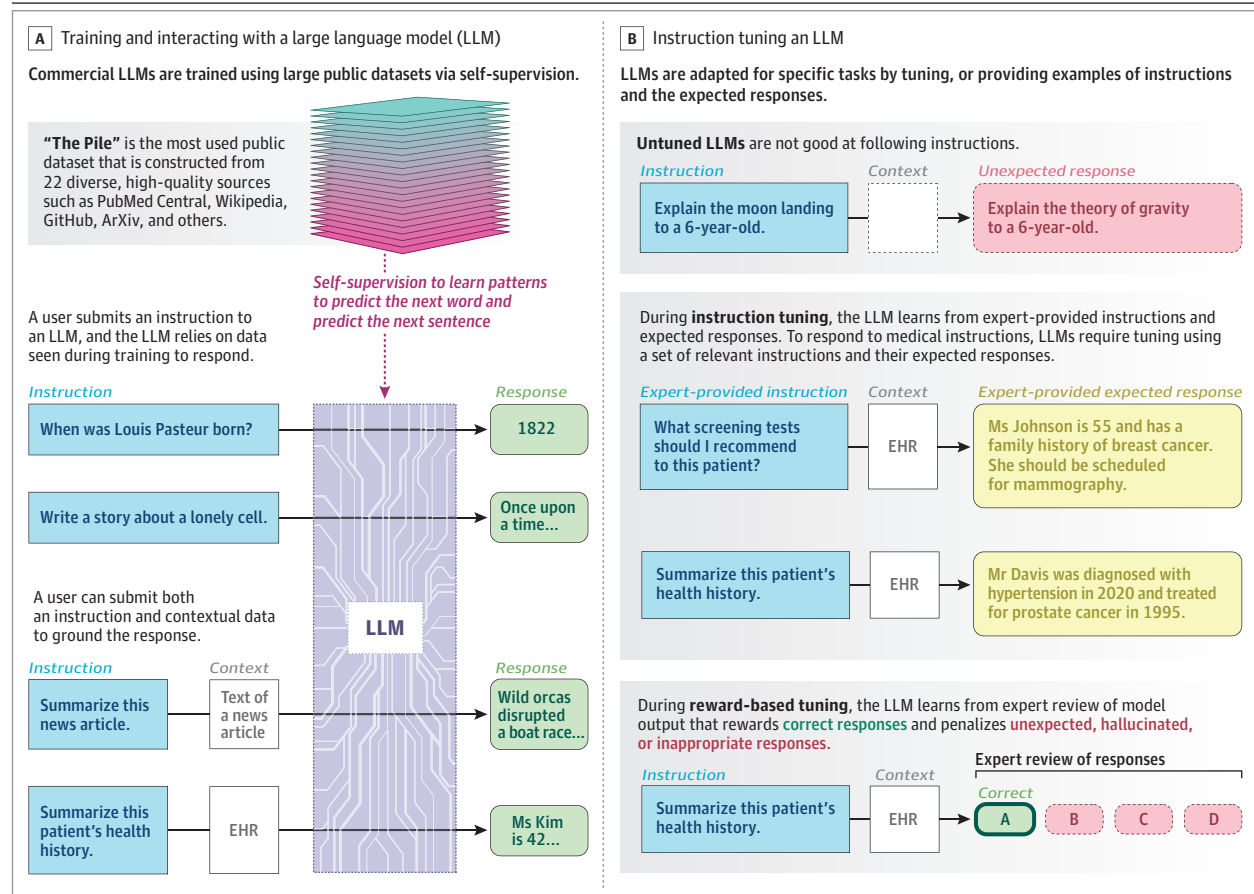 A Training and interacting with a large language model (LLM)
Commercial LLMs are trained using large public datasets via self-supervision.
"The Pile" is the most used public
dataset that is constructed from
22 diverse, high-quality sources
such as PubMed Central, Wikipedia,
GitHub, ArXiv, and others.
Self-supervision to learn patterns
to predict the next word and
predict the next sentence
A user submits an instruction to
an LLM, and the LLM relies on data
seen during training to respond.
Instruction
Response
When was Louis Pasteur born?
1822
Write a story about a lonely cell.
Once upon
a time...
A user can submit both
an instruction and contextual data
to ground the response.
LLM
Instruction
Context
Response
Summarize this
news article.
Text of
a news
article
Wild orcas
disrupted
a boat race...
Summarize this
patient's health
history.
EHR
Ms Kim
is 42...
B Instruction tuning an LLM
LLMs are adapted for specific tasks by tuning, or providing examples of instructions
and the expected responses.
Untuned LLMs are not good at following instructions.
Instruction
Context
Unexpected response
Explain the moon landing
to a 6-year-old.
Explain the theory of gravity
to a 6-year-old.
During instruction tuning, the LLM learns from expert-provided instructions and
expected responses. To respond to medical instructions, LLMs require tuning using
a set of relevant instructions and their expected responses.
Expert-provided instruction
Context
Expert-provided expected response
What screening tests
should I recommend
to this patient?
EHR
Ms Johnson is 55 and has a
family history of breast cancer.
She should be scheduled
for mammography.
Summarize this patient's
health history.
EHR
Mr Davis was diagnosed with
hypertension in 2020 and treated
for prostate cancer in 1995.
During reward-based tuning, the LLM learns from expert review of model
output that rewards correct responses and penalizes unexpected, hallucinated,
or inappropriate responses.
Expert review of responses
Instruction
Context
Correct
Summarize this patient's
health history.
EHR
A
B
C
D